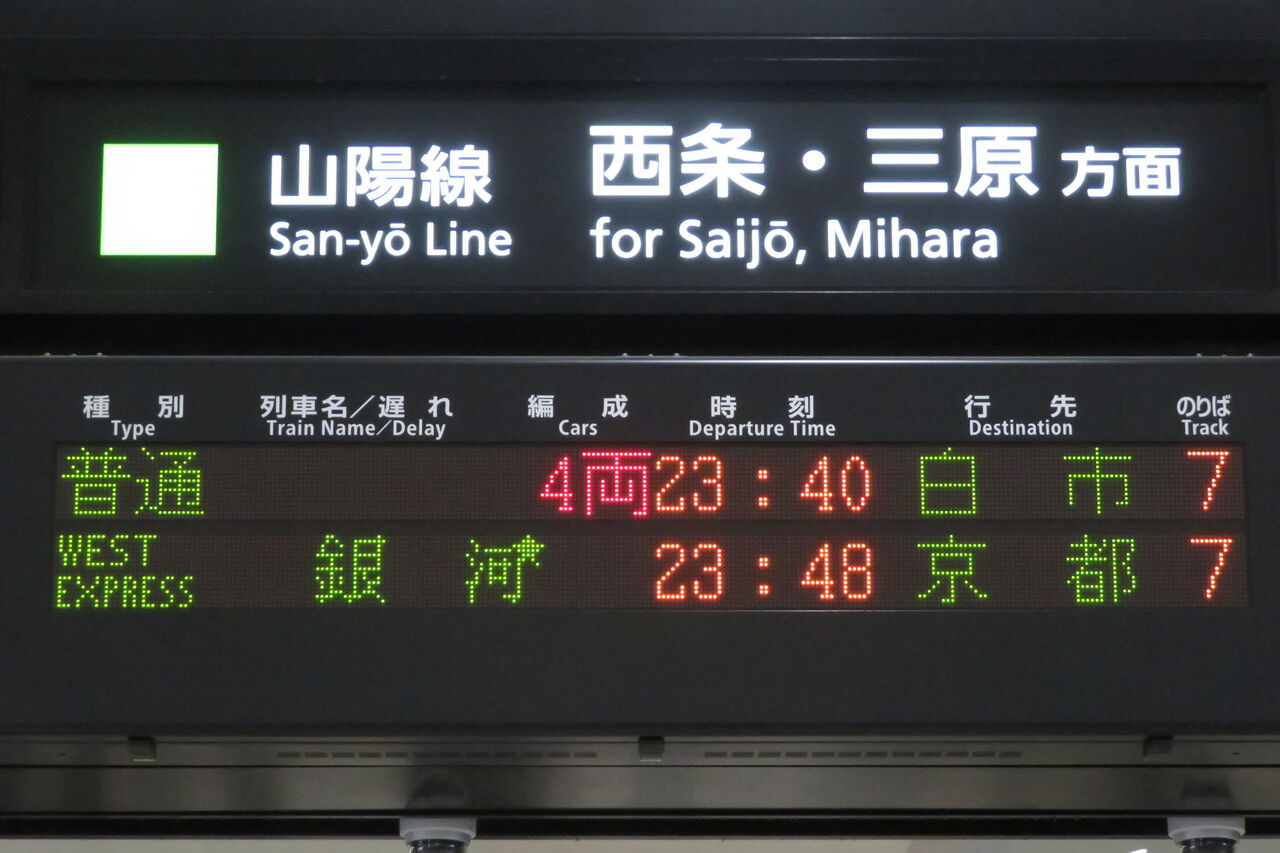 山陽線 西条・三原方面
San-yō Line for Saijō, Mihara
種別 列車名／遅れ 編成 時刻 行先 のりば
Type Train Name／Delay Cars Departure Time Destination Track
普通 4両 23:40 白市 7
WEST EXPRESS 銀河 23:48 京都 7